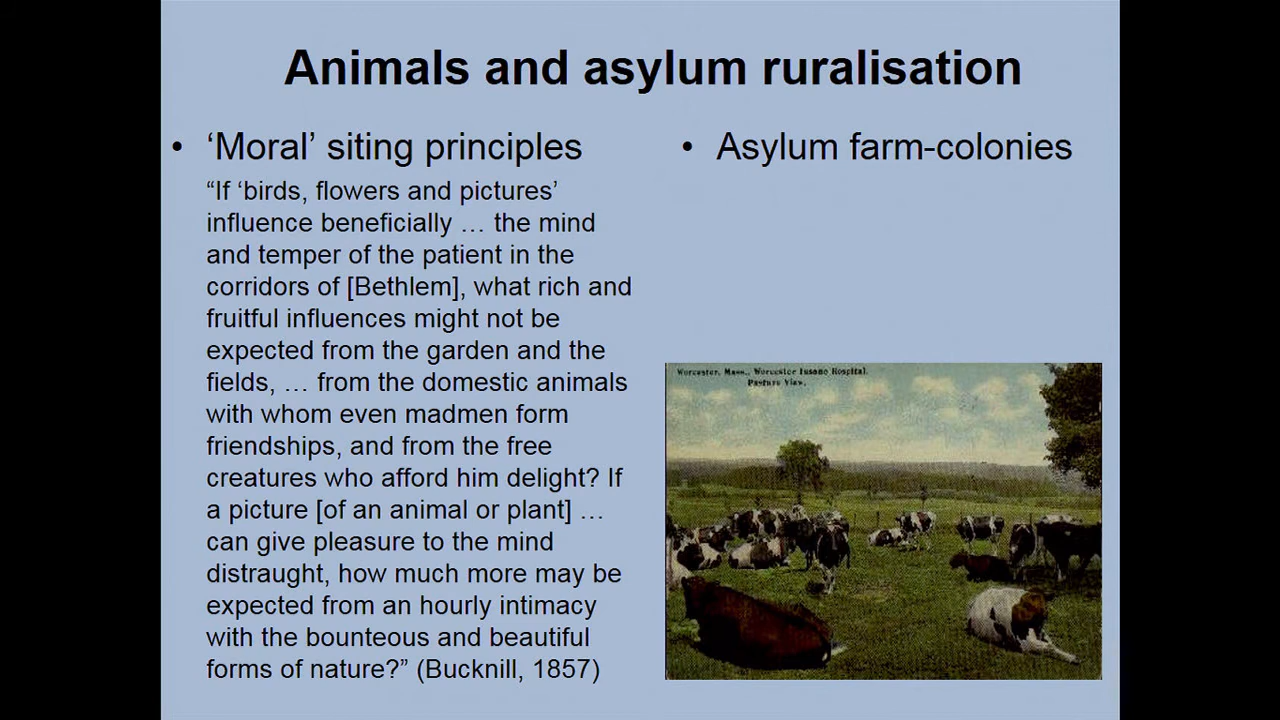 Animals and asylum ruralisation
• ‘Moral’ siting principles
“If ‘birds, flowers and pictures’
influence beneficially … the mind
and temper of the patient in the
corridors of [Bethlem], what rich and
fruitful influences might not be
expected from the garden and the
fields, … from the domestic animals
with whom even madmen form
friendships, and from the free
creatures who afford him delight? If
a picture [of an animal or plant] …
can give pleasure to the mind
distraught, how much more may be
expected from an hourly intimacy
with the bounteous and beautiful
forms of nature?” (Bucknill, 1857)
• Asylum farm-colonies
Worcester, Mass., Worcester Insane Hospital.
Pasture View.